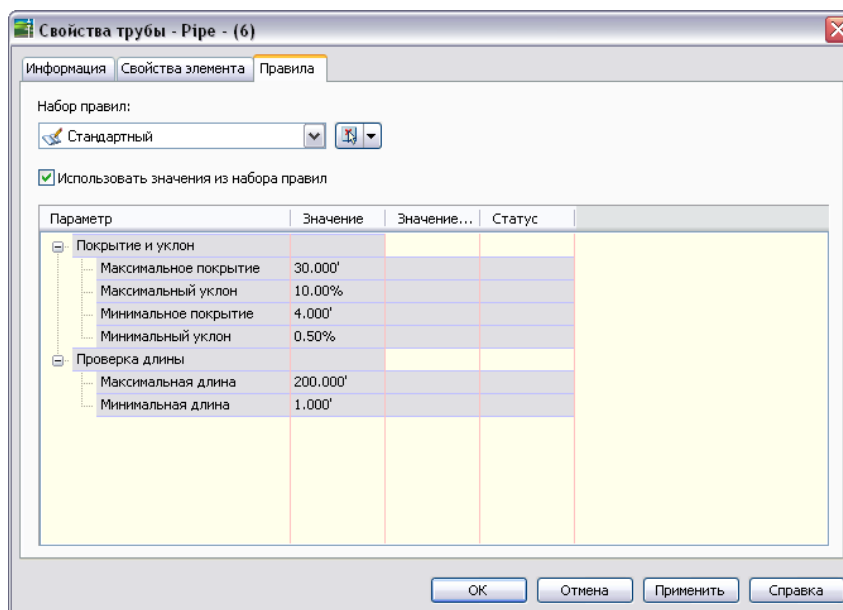 Свойства трубы - Pipe - (6)
Информация Свойства элемента Правила
Набор правил:
Стандартный
Использовать значения из набора правил
Параметр Значение Значение... Статус
Покрытие и уклон
Максимальное покрытие 30.000'
Максимальный уклон 10.00%
Минимальное покрытие 4.000'
Минимальный уклон 0.50%
Проверка длины
Максимальная длина 200.000'
Минимальная длина 1.000'
ОК Отмена Применить Справка